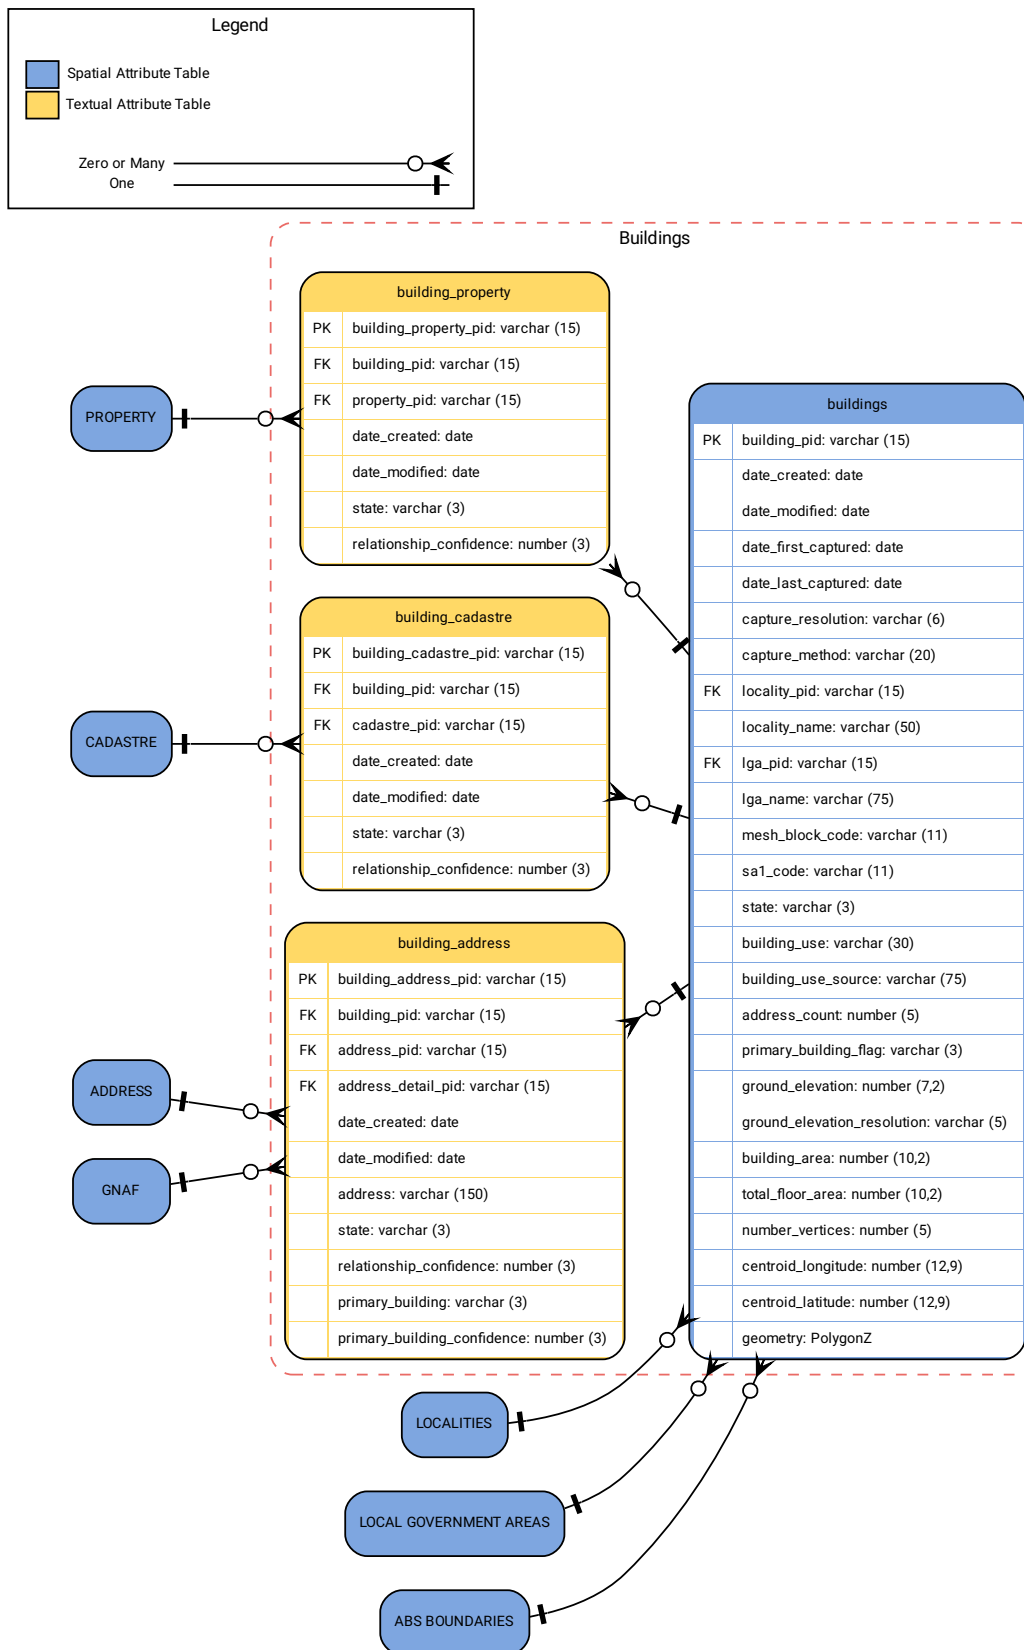 Legend
Spatial Attribute Table
Textual Attribute Table
Zero or Many
One
Buildings
building_property
PK building_property_pid: varchar (15)
FK building_pid: varchar (15)
FK property_pid: varchar (15)
date_created: date
date_modified: date
state: varchar (3)
relationship_confidence: number (3)
PROPERTY
building_cadastre
PK building_cadastre_pid: varchar (15)
FK building_pid: varchar (15)
FK cadastre_pid: varchar (15)
date_created: date
date_modified: date
state: varchar (3)
relationship_confidence: number (3)
CADASTRE
building_address
PK building_address_pid: varchar (15)
FK building_pid: varchar (15)
FK address_pid: varchar (15)
FK address_detail_pid: varchar (15)
date_created: date
date_modified: date
address: varchar (150)
state: varchar (3)
relationship_confidence: number (3)
primary_building: varchar (3)
primary_building_confidence: number (3)
ADDRESS
GNAF
buildings
PK building_pid: varchar (15)
date_created: date
date_modified: date
date_first_captured: date
date_last_captured: date
capture_resolution: varchar (6)
capture_method: varchar (20)
FK locality_pid: varchar (15)
locality_name: varchar (50)
FK lga_pid: varchar (15)
lga_name: varchar (75)
mesh_block_code: varchar (11)
sa1_code: varchar (11)
state: varchar (3)
building_use: varchar (30)
building_use_source: varchar (75)
address_count: number (5)
primary_building_flag: varchar (3)
ground_elevation: number (7,2)
ground_elevation_resolution: varchar (5)
building_area: number (10,2)
total_floor_area: number (10,2)
number_vertices: number (5)
centroid_longitude: number (12,9)
centroid_latitude: number (12,9)
geometry: PolygonZ
LOCALITIES
LOCAL GOVERNMENT AREAS
ABS BOUNDARIES